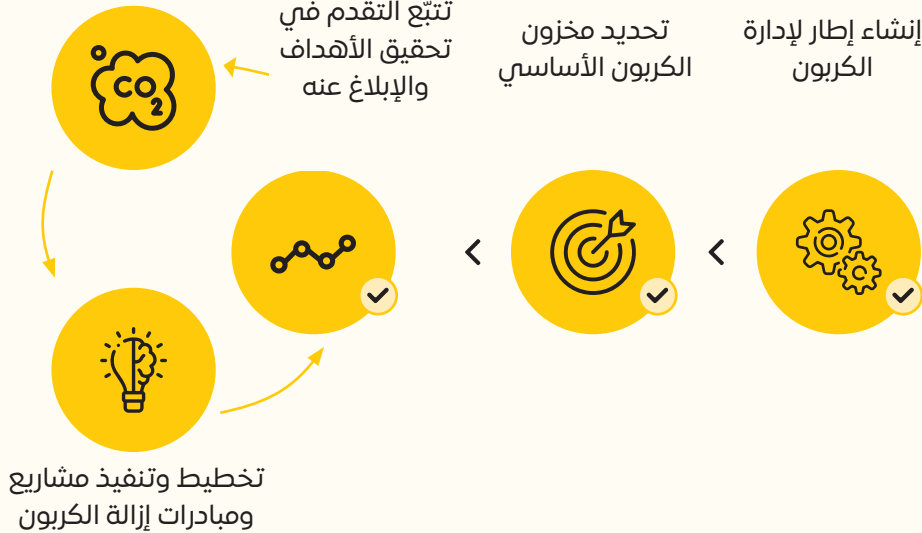 إنشاء إطار لإدارة
الكربون
تحديد مخزون
الكربون الأساسي
تتبّع التقدم في
تحقيق الأهداف
والإبلاغ عنه
CO2
تخطيط وتنفيذ مشاريع
ومبادرات إزالة الكربون